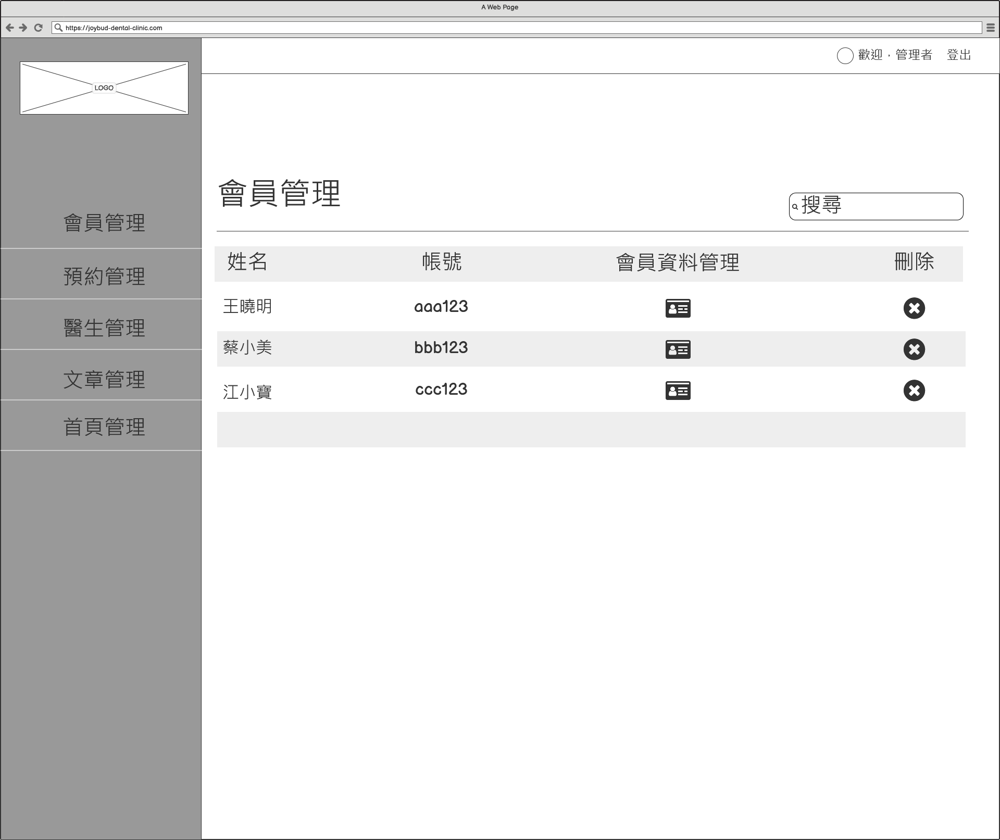 A Web Page
https://joybud-dental-clinic.com
LOGO
歡迎，管理者 登出
會員管理
預約管理
醫生管理
文章管理
首頁管理
會員管理
搜尋
姓名 帳號 會員資料管理 刪除
王曉明 aaa123
蔡小美 bbb123
江小寶 ccc123